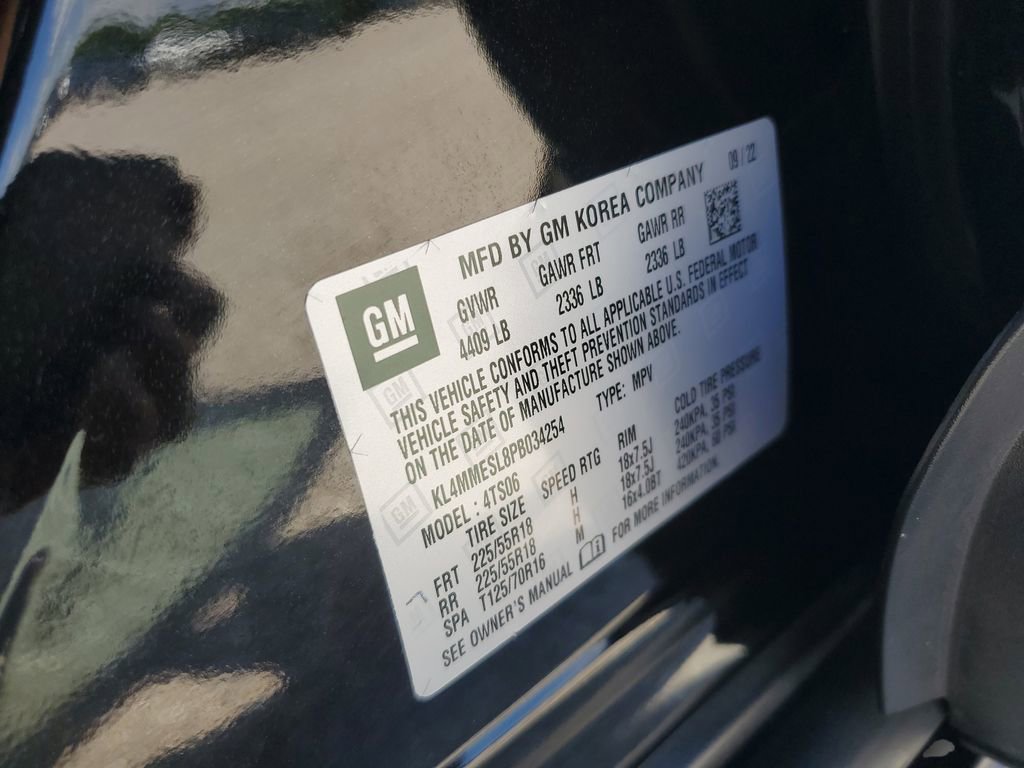 MFD BY GM KOREA COMPANY 09 / 22
GM
GVWR GAWR FRT GAWR RR
4409 LB 2336 LB 2336 LB
THIS VEHICLE CONFORMS TO ALL APPLICABLE U.S. FEDERAL MOTOR
VEHICLE SAFETY AND THEFT PREVENTION STANDARDS IN EFFECT
ON THE DATE OF MANUFACTURE SHOWN ABOVE.
KL4MMESL8PB034254 TYPE: MPV
MODEL : 4TS06
TIRE SIZE SPEED RTG RIM COLD TIRE PRESSURE
FRT 225/55R18 H 18x7.5J 240KPA, 35 PSI
RR 225/55R18 H 18x7.5J 240KPA, 35 PSI
SPA T125/70R16 M 16x4.0BT 420KPA, 60 PSI
SEE OWNER'S MANUAL FOR MORE INFORMATION.